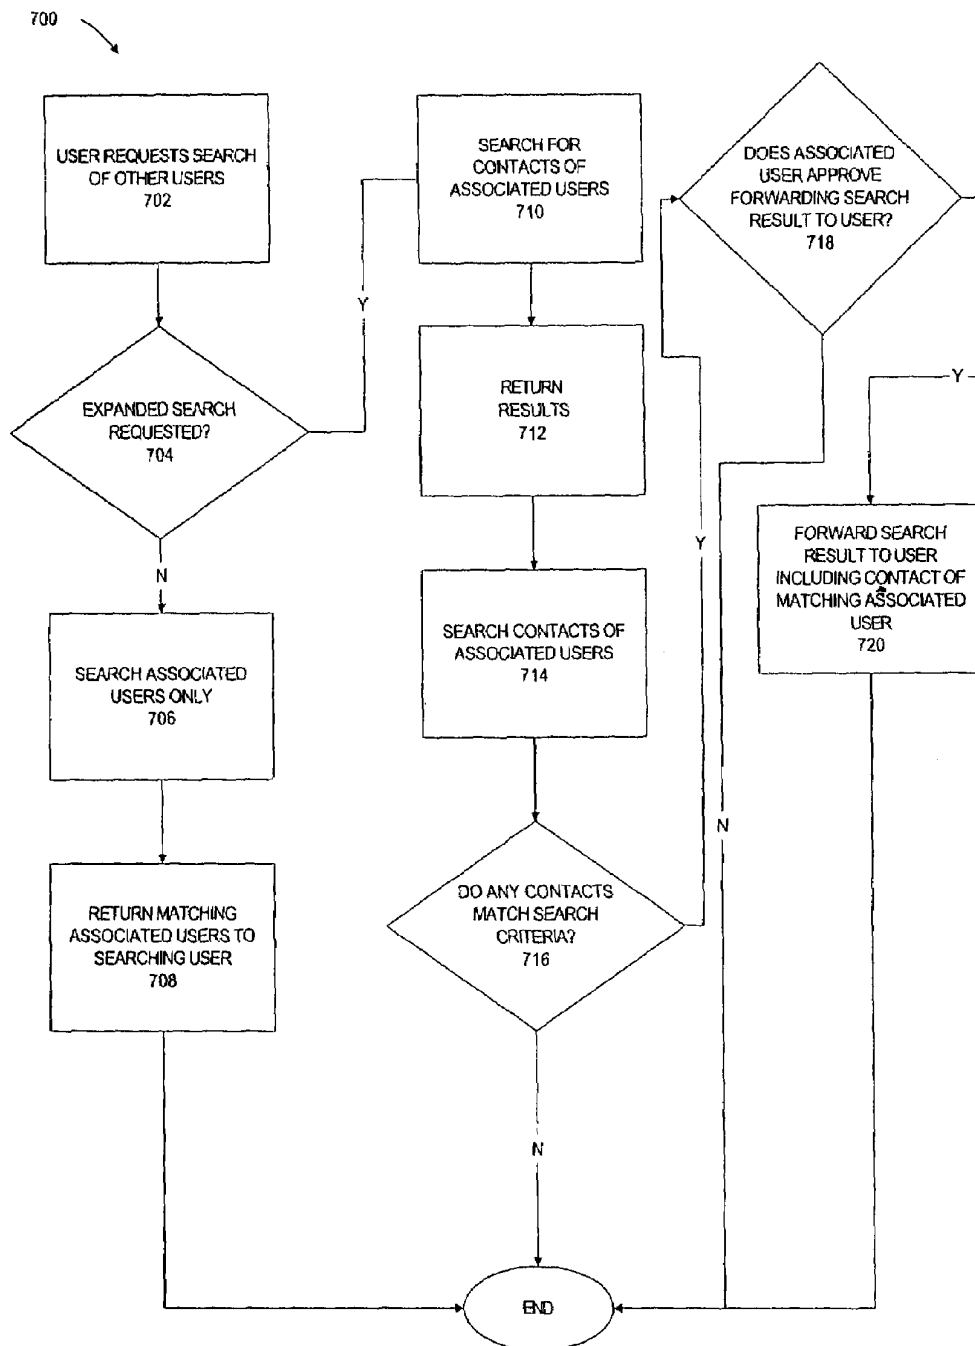 700
USER REQUESTS SEARCH
OF OTHER USERS
702
EXPANDED SEARCH
REQUESTED?
704
N
SEARCH ASSOCIATED
USERS ONLY
706
RETURN MATCHING
ASSOCIATED USERS TO
SEARCHING USER
708
Y
SEARCH FOR
CONTACTS OF
ASSOCIATED USERS
710
RETURN
RESULTS
712
SEARCH CONTACTS OF
ASSOCIATED USERS
714
DO ANY CONTACTS
MATCH SEARCH
CRITERIA?
716
N
Y
DOES ASSOCIATED
USER APPROVE
FORWARDING SEARCH
RESULT TO USER?
718
N
Y
FORWARD SEARCH
RESULT TO USER
INCLUDING CONTACT OF
MATCHING ASSOCIATED
USER
720
END